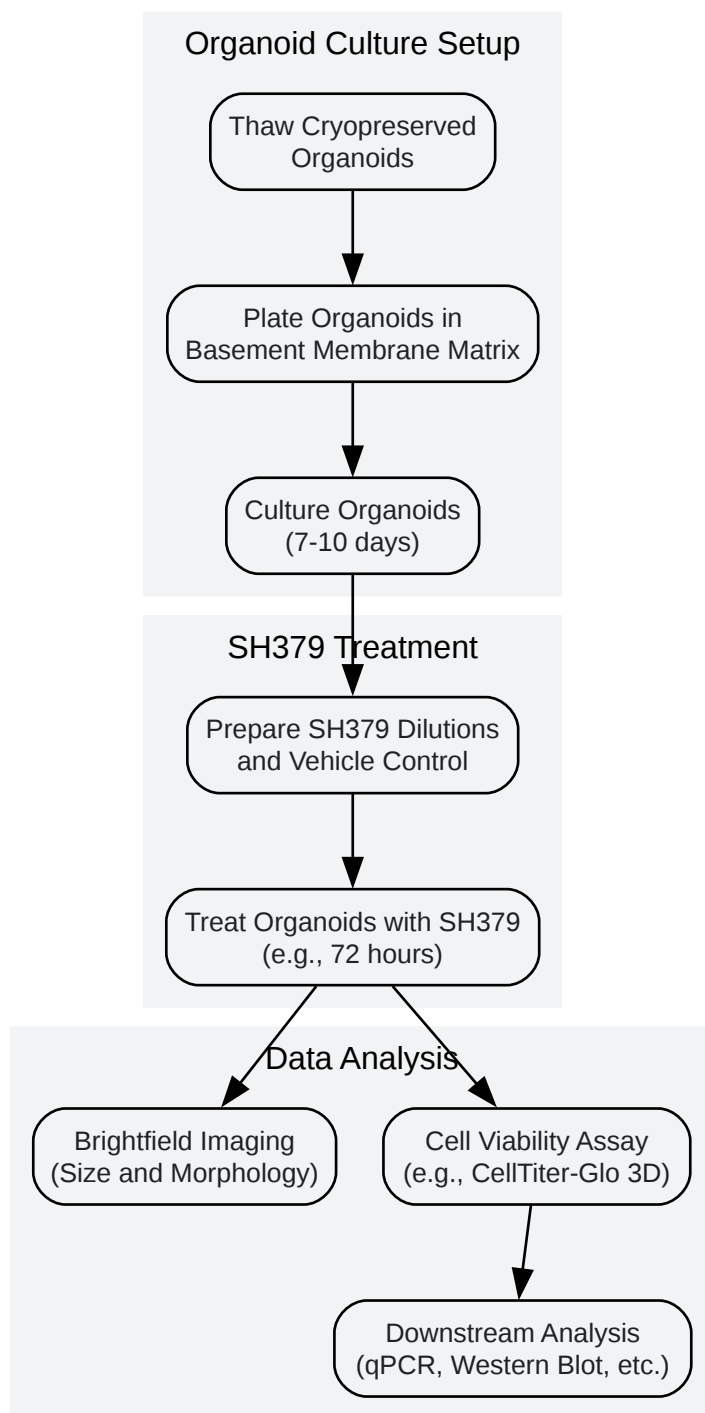 Organoid Culture Setup
Thaw Cryopreserved
Organoids
Plate Organoids in
Basement Membrane Matrix
Culture Organoids
(7-10 days)
SH379 Treatment
Prepare SH379 Dilutions
and Vehicle Control
Treat Organoids with SH379
(e.g., 72 hours)
Data Analysis
Brightfield Imaging
(Size and Morphology)
Cell Viability Assay
(e.g., CellTiter-Glo 3D)
Downstream Analysis
(qPCR, Western Blot, etc.)